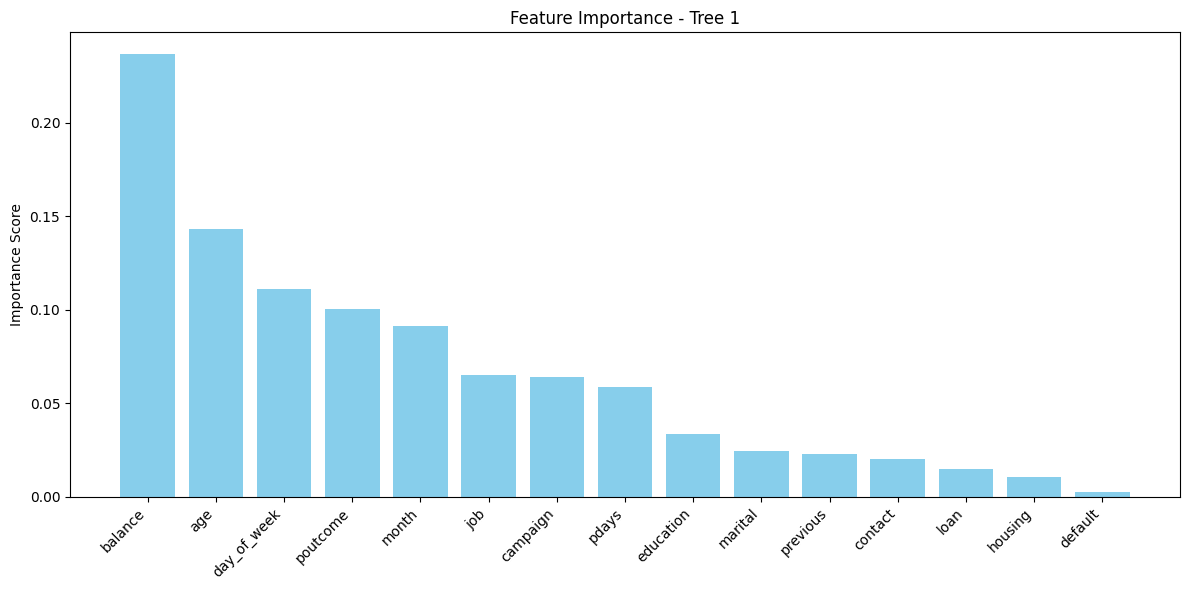 Feature Importance - Tree 1
Importance Score
0.20
0.15
0.10
0.05
0.00
balance
age
day_of_week
poutcome
month
job
campaign
pdays
education
marital
previous
contact
loan
housing
default